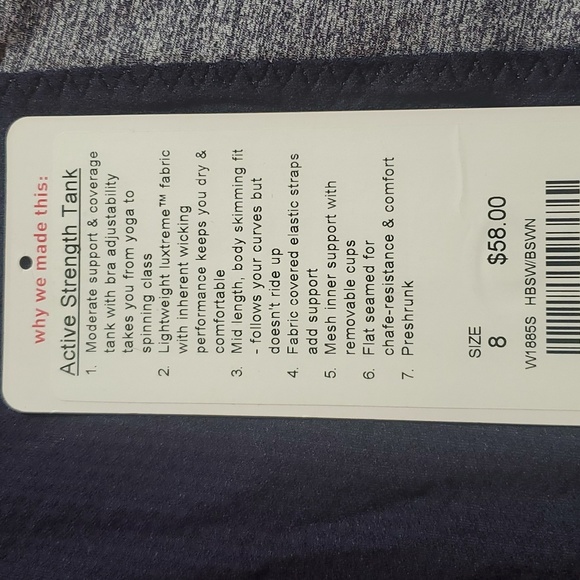 why we made this:
Active Strength Tank
1. Moderate support & coverage
tank with bra adjustability
takes you from yoga to
spinning class
2. Lightweight luxtreme™ fabric
with inherent wicking
performance keeps you dry &
comfortable
3. Mid length, body skimming fit
- follows your curves but
doesn't ride up
4. Fabric covered elastic straps
add support
5. Mesh inner support with
removable cups
6. Flat seamed for
chafe-resistance & comfort
7. Preshrunk
SIZE
8 $58.00
W1885S HBSW/BSWN